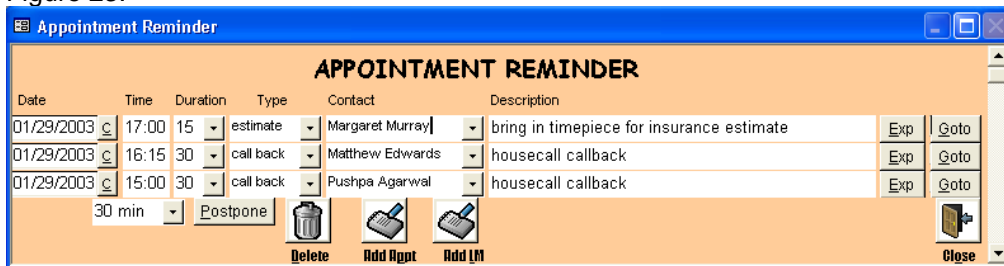 Appointment Reminder
APPOINTMENT REMINDER
Date Time Duration Type Contact Description
01/29/2003 C 17:00 15 estimate Margaret Murray bring in timepiece for insurance estimate Exp Goto
01/29/2003 C 16:15 30 call back Matthew Edwards housecall callback Exp Goto
01/29/2003 C 15:00 30 call back Pushpa Agarwal housecall callback Exp Goto
30 min Postpone
Delete Add Appt Add LM Close